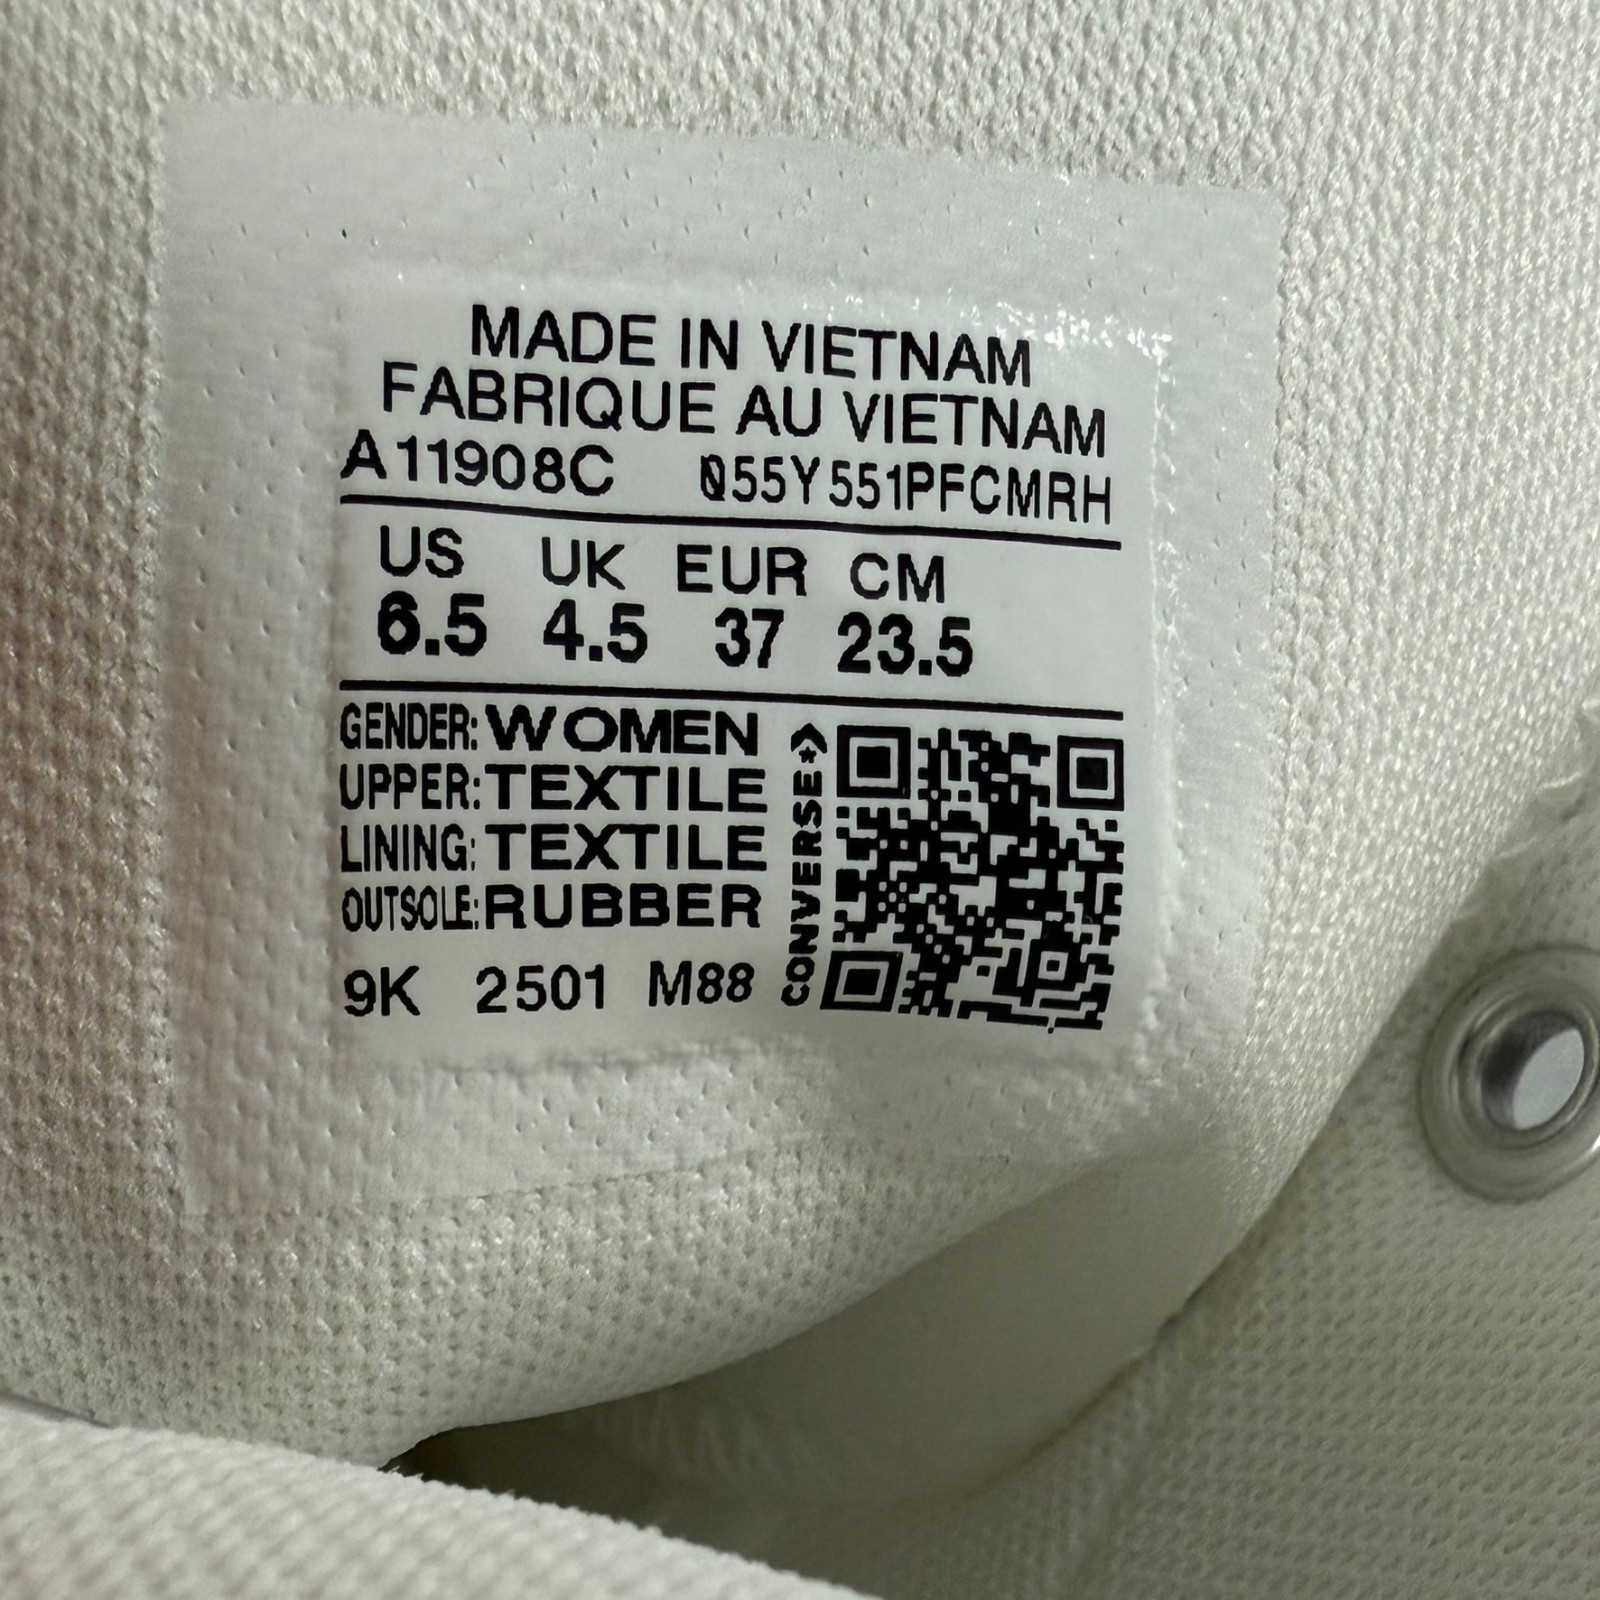 MADE IN VIETNAM
FABRIQUE AU VIETNAM
A11908C 055Y551PFCMRH
US UK EUR CM
6.5 4.5 37 23.5
GENDER: WOMEN
UPPER: TEXTILE
LINING: TEXTILE
OUTSOLE: RUBBER
9K 2501 M88
CONVERSE